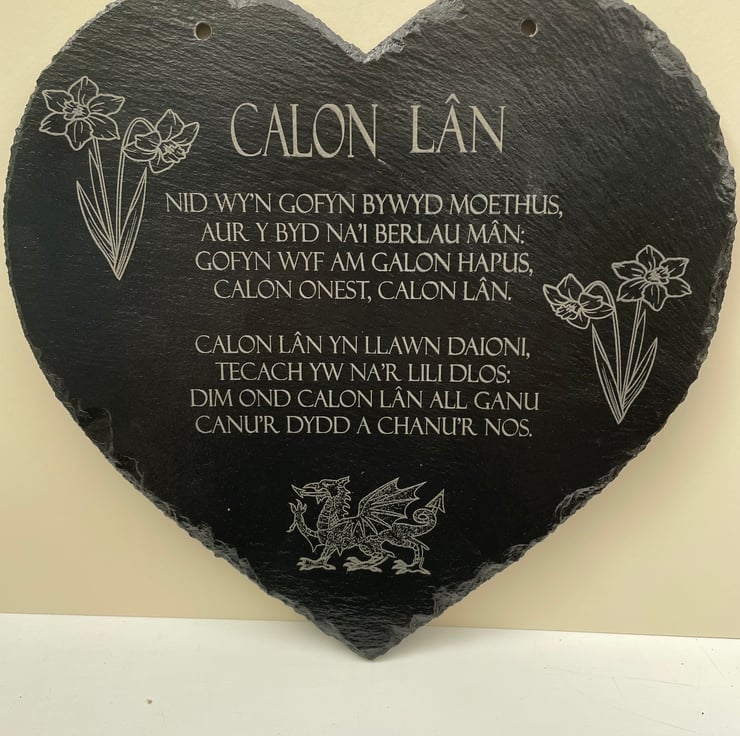 CALON LÂN
NID WY'N GOFYN BYWYD MOETHUS,
AUR Y BYD NA'I BERLAU MÂN:
GOFYN WYF AM GALON HAPUS,
CALON ONEST, CALON LÂN.
CALON LÂN YN LLAWN DAIONI,
TECACH YW NA'R LILI DLOS:
DIM OND CALON LÂN ALL GANU
CANU'R DYDD A CHANU'R NOS.